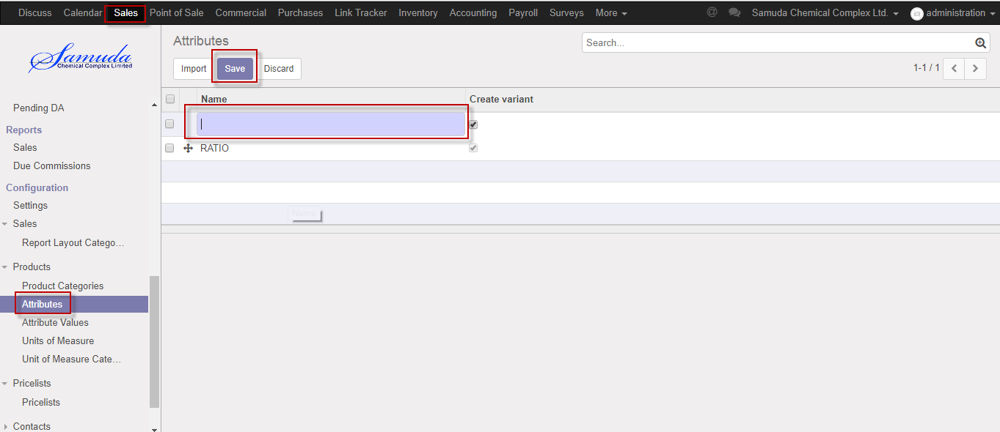 Discuss Calendar Sales Point of Sale Commercial Purchases Link Tracker Inventory Accounting Payroll Surveys More @ Samuda Chemical Complex Ltd. administration
Samuda
Chemical Complex Limited
Pending DA
Reports
Sales
Due Commissions
Configuration
Settings
Sales
Report Layout Catego...
Products
Product Categories
Attributes
Attribute Values
Units of Measure
Unit of Measure Cate...
Pricelists
Pricelists
Contacts
Attributes
Search...
Import Save Discard
1-1 / 1
Name Create variant
RATIO
Name